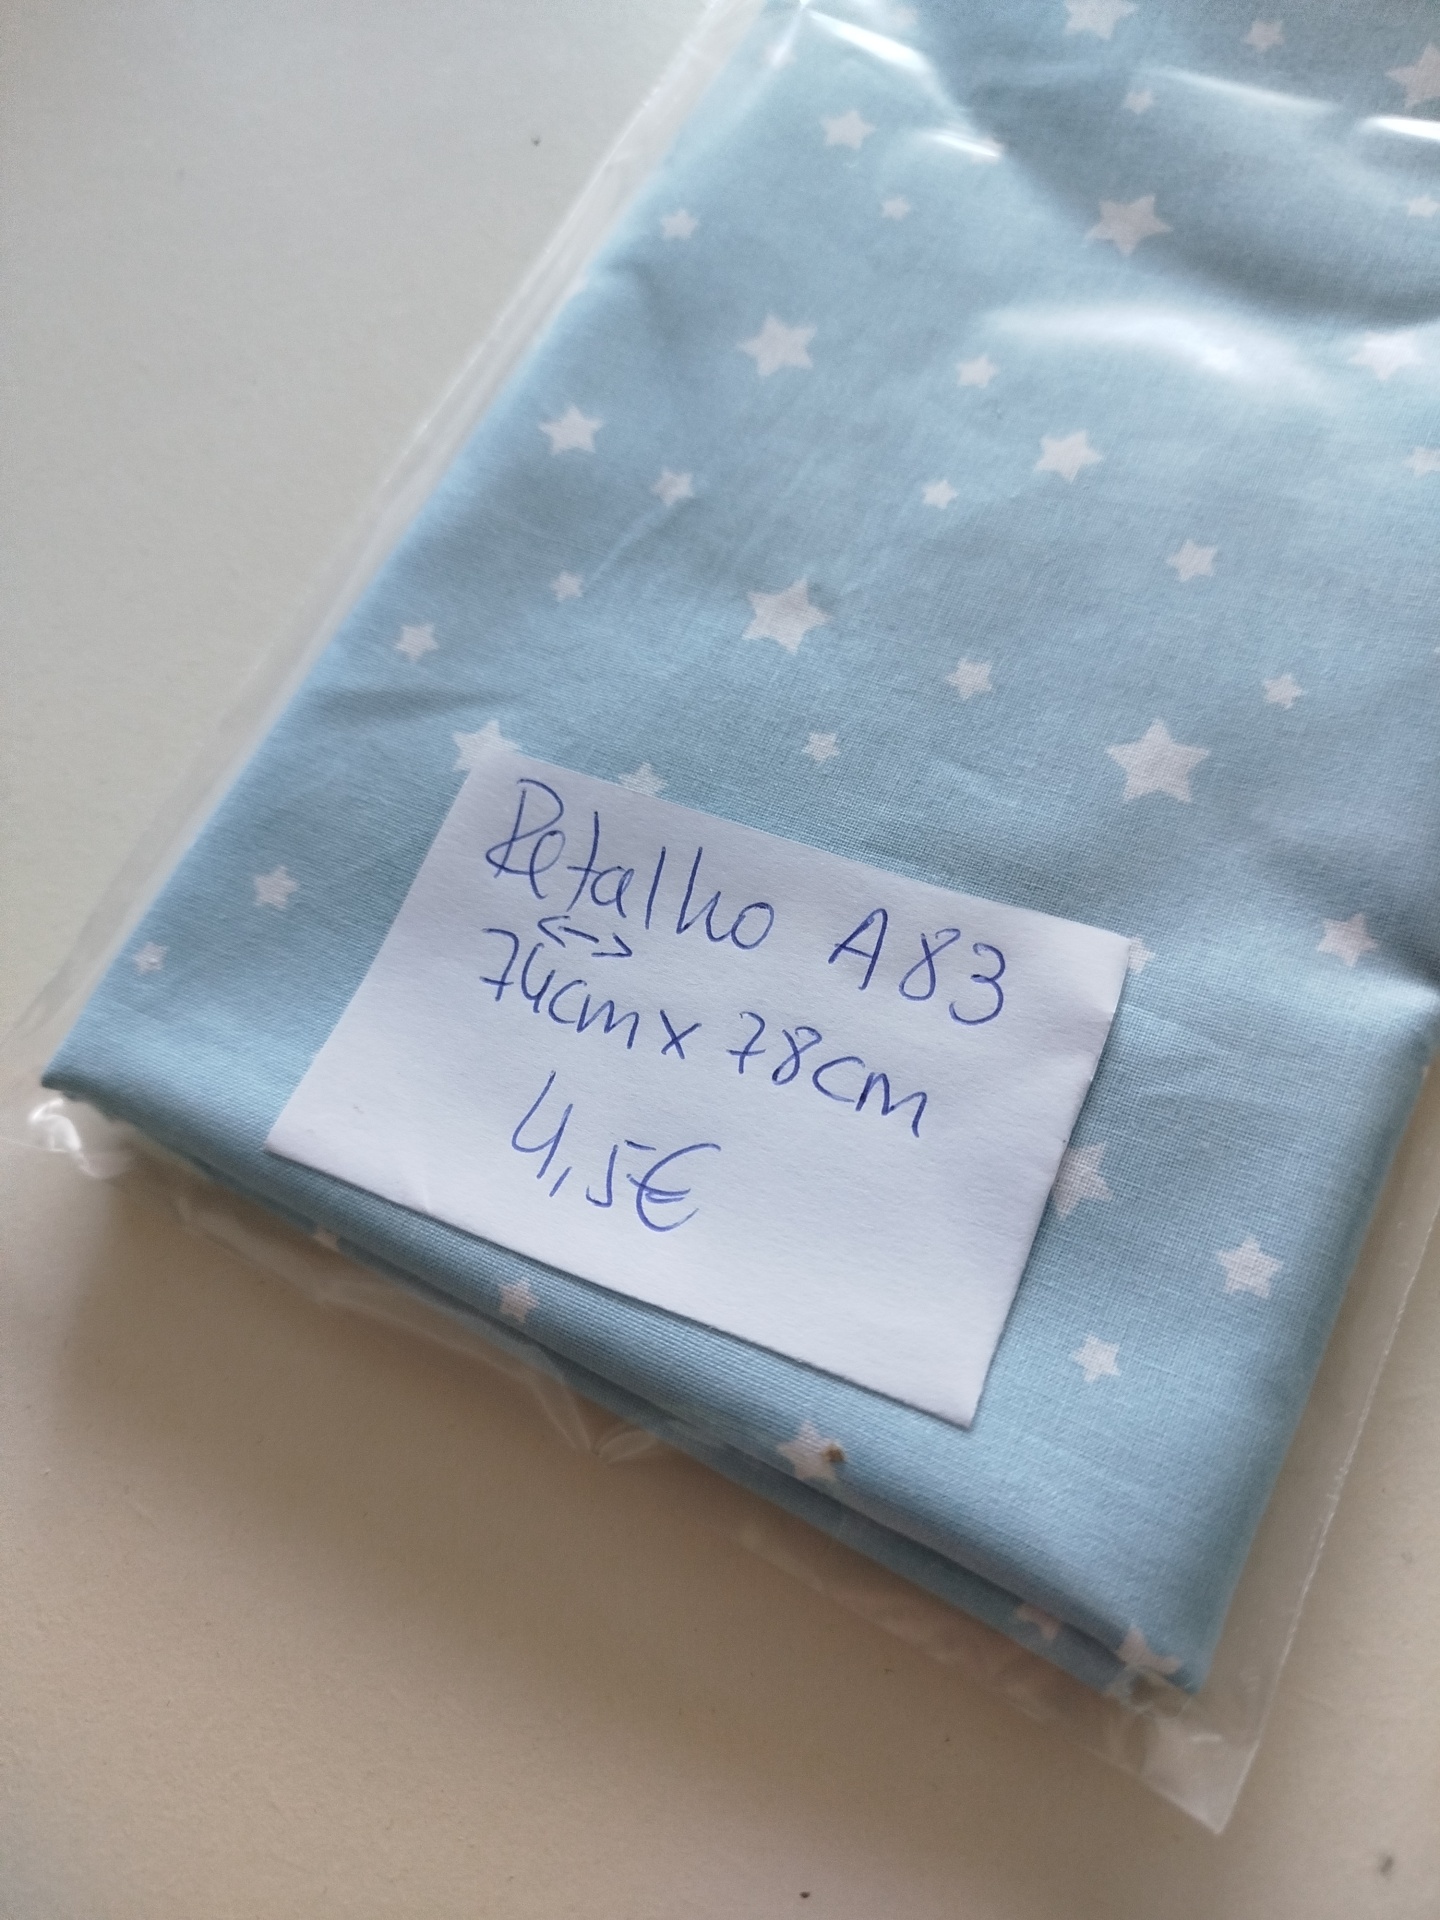 Retalho A83
<->
74cm x 78cm
4,5€